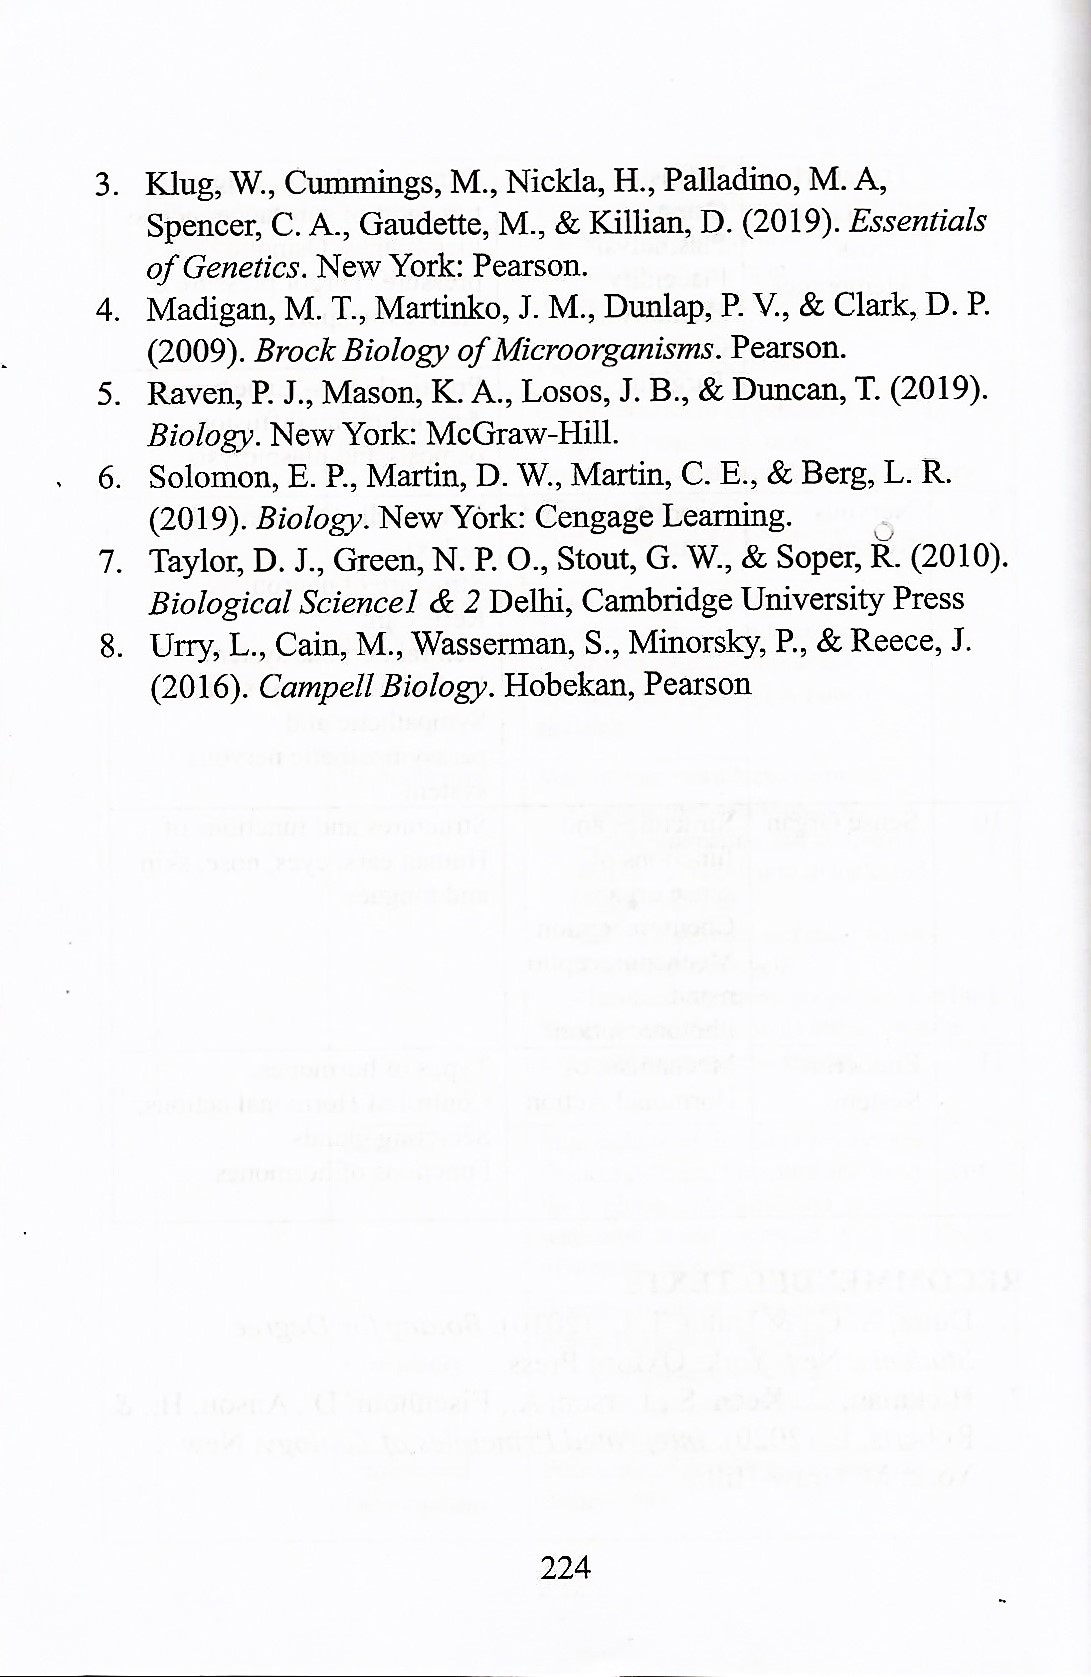 3. Klug, W., Cummings, M., Nickla, H., Palladino, M. A,
Spencer, C. A., Gaudette, M., & Killian, D. (2019). Essentials
of Genetics. New York: Pearson.
4. Madigan, M. T., Martinko, J. M., Dunlap, P. V., & Clark, D. P.
(2009). Brock Biology of Microorganisms. Pearson.
5. Raven, P. J., Mason, K. A., Losos, J. B., & Duncan, T. (2019).
Biology. New York: McGraw-Hill.
6. Solomon, E. P., Martin, D. W., Martin, C. E., & Berg, L. R.
(2019). Biology. New York: Cengage Learning.
7. Taylor, D. J., Green, N. P. O., Stout, G. W., & Soper, R. (2010).
Biological Science1 & 2 Delhi, Cambridge University Press
8. Urry, L., Cain, M., Wasserman, S., Minorsky, P., & Reece, J.
(2016). Campell Biology. Hobekan, Pearson
224